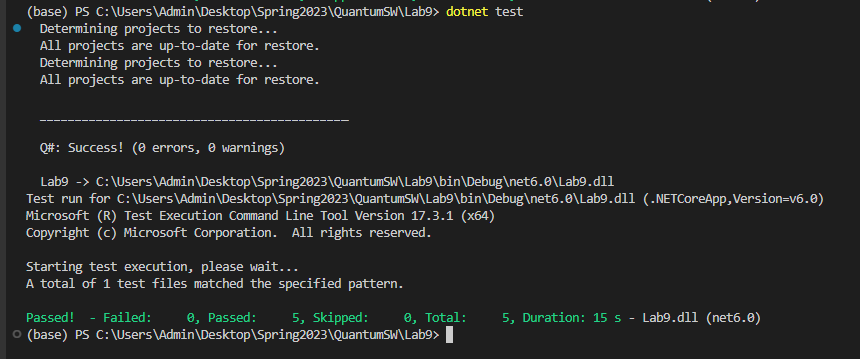 (base) PS C:\Users\Admin\Desktop\Spring2023\QuantumSW\Lab9> dotnet test
Determining projects to restore...
All projects are up-to-date for restore.
Determining projects to restore...
All projects are up-to-date for restore.
____________________________________________
Q#: Success! (0 errors, 0 warnings)
Lab9 -> C:\Users\Admin\Desktop\Spring2023\QuantumSW\Lab9\bin\Debug\net6.0\Lab9.dll
Test run for C:\Users\Admin\Desktop\Spring2023\QuantumSW\Lab9\bin\Debug\net6.0\Lab9.dll (.NETCoreApp,Version=v6.0)
Microsoft (R) Test Execution Command Line Tool Version 17.3.1 (x64)
Copyright (c) Microsoft Corporation.  All rights reserved.
Starting test execution, please wait...
A total of 1 test files matched the specified pattern.
Passed!  - Failed:     0, Passed:     5, Skipped:     0, Total:     5, Duration: 15 s - Lab9.dll (net6.0)
(base) PS C:\Users\Admin\Desktop\Spring2023\QuantumSW\Lab9>